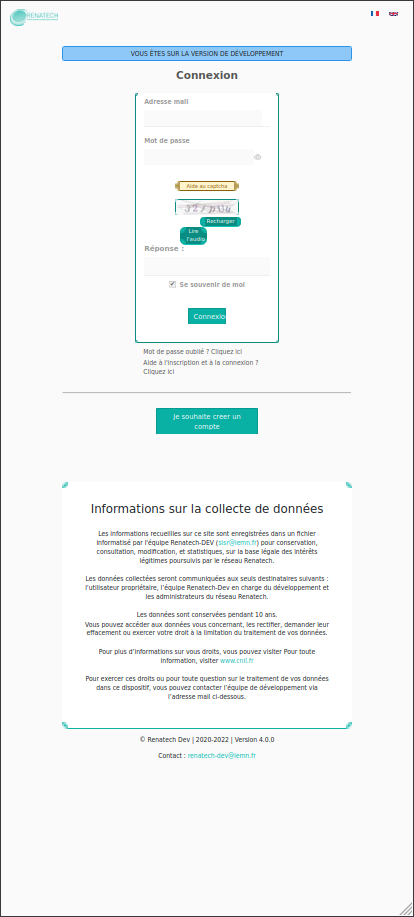 RENATECH
VOUS ÊTES SUR LA VERSION DE DÉVELOPPEMENT
Connexion
Adresse mail
Mot de passe
Aide au captcha
Recharger
Lire
l'audio
Réponse :
Se souvenir de moi
Connexion
Mot de passe oublié ? Cliquez ici
Aide à l'inscription et à la connexion ?
Cliquez ici
Je souhaite creer un
compte
Informations sur la collecte de données
Les informations recueillies sur ce site sont enregistrées dans un fichier
informatisé par l'équipe Renatech-DEV (sisr@iemn.fr) pour conservation,
consultation, modification, et statistiques, sur la base légale des intérêts
légitimes poursuivis par le réseau Renatech.
Les données collectées seront communiquées aux seuls destinataires suivants :
l'utilisateur propriétaire, l'équipe Renatech-Dev en charge du développement et
les administrateurs du réseau Renatech.
Les données sont conservées pendant 10 ans.
Vous pouvez accéder aux données vous concernant, les rectifier, demander leur
effacement ou exercer votre droit à la limitation du traitement de vos données.
Pour plus d'informations sur vous droits, vous pouvez visiter Pour toute
information, visiter www.cnil.fr
Pour exercer ces droits ou pour toute question sur le traitement de vos données
dans ce dispositif, vous pouvez contacter l'équipe de développement via
l'adresse mail ci-dessous.
© Renatech Dev | 2020-2022 | Version 4.0.0
Contact : renatech-dev@iemn.fr